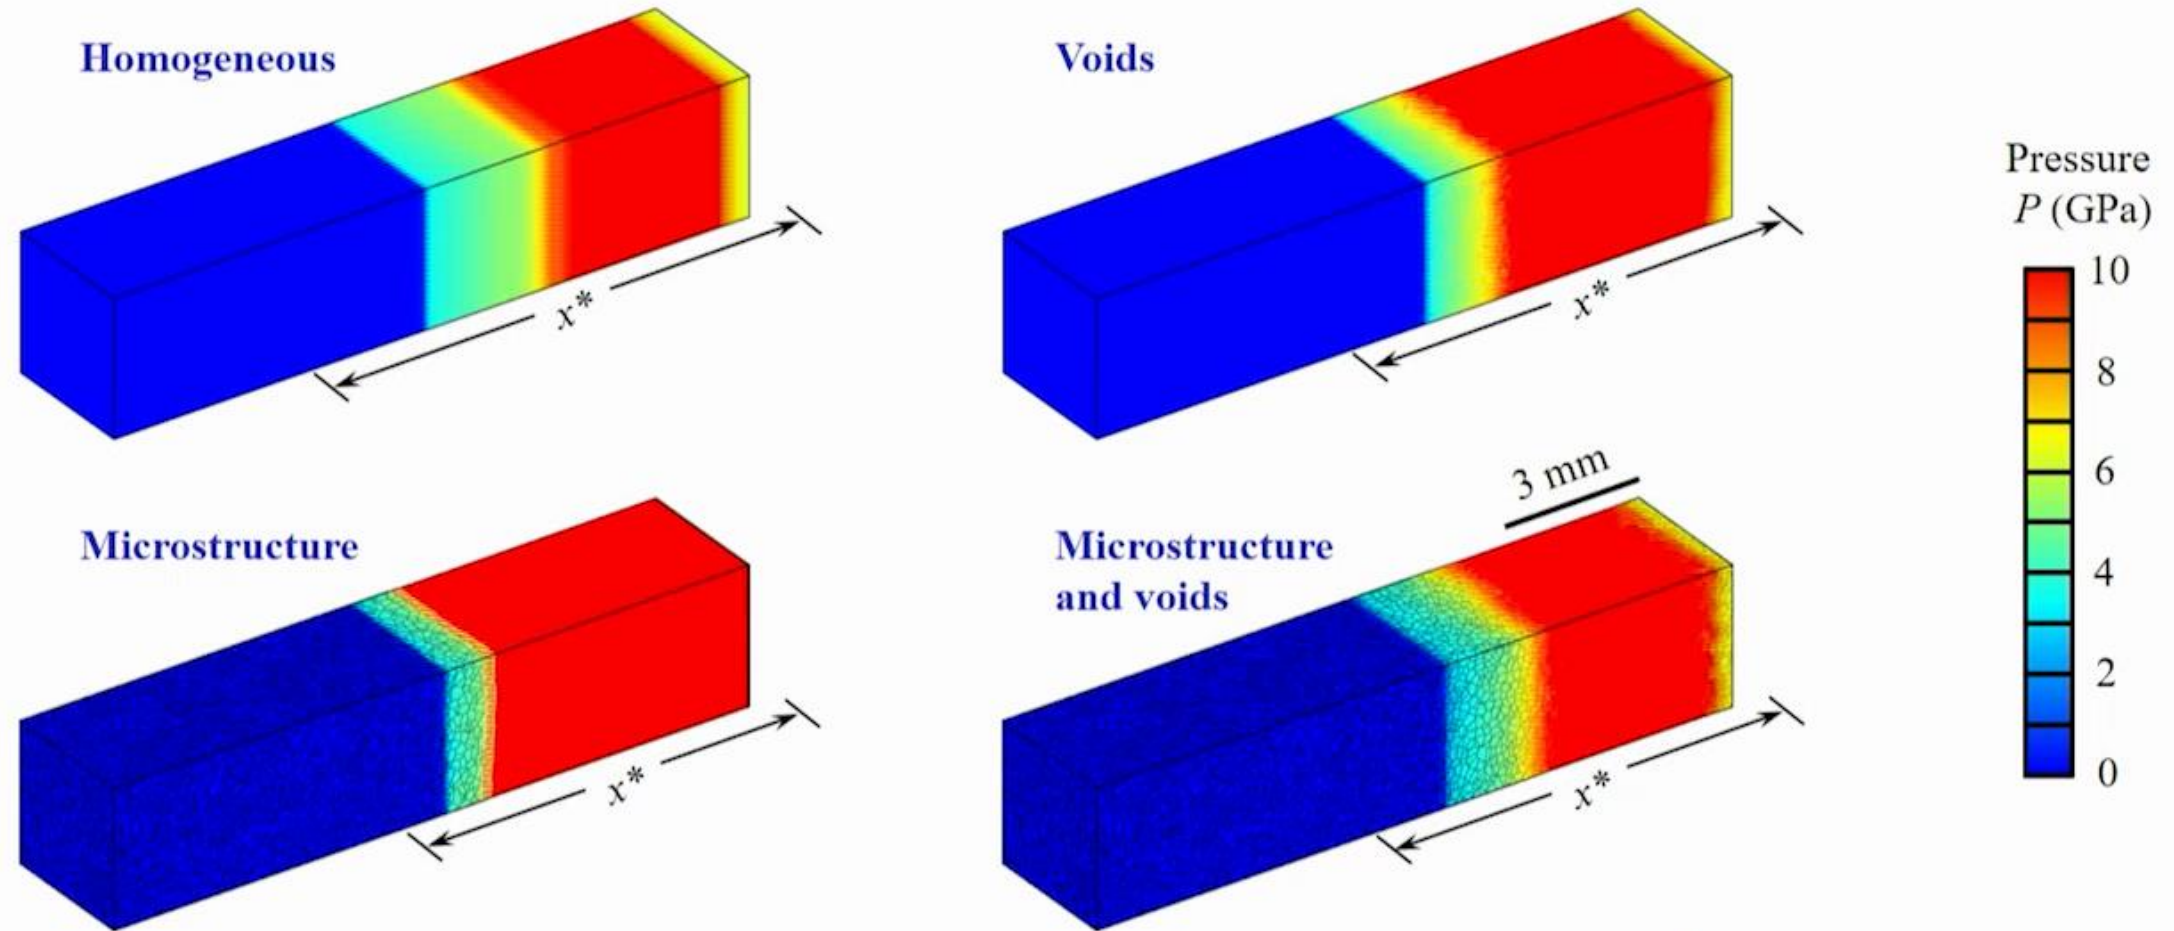 Homogeneous
x*
Voids
x*
Microstructure
x*
3 mm
Microstructure
and voids
x*
Pressure
P (GPa)
10
8
6
4
2
0